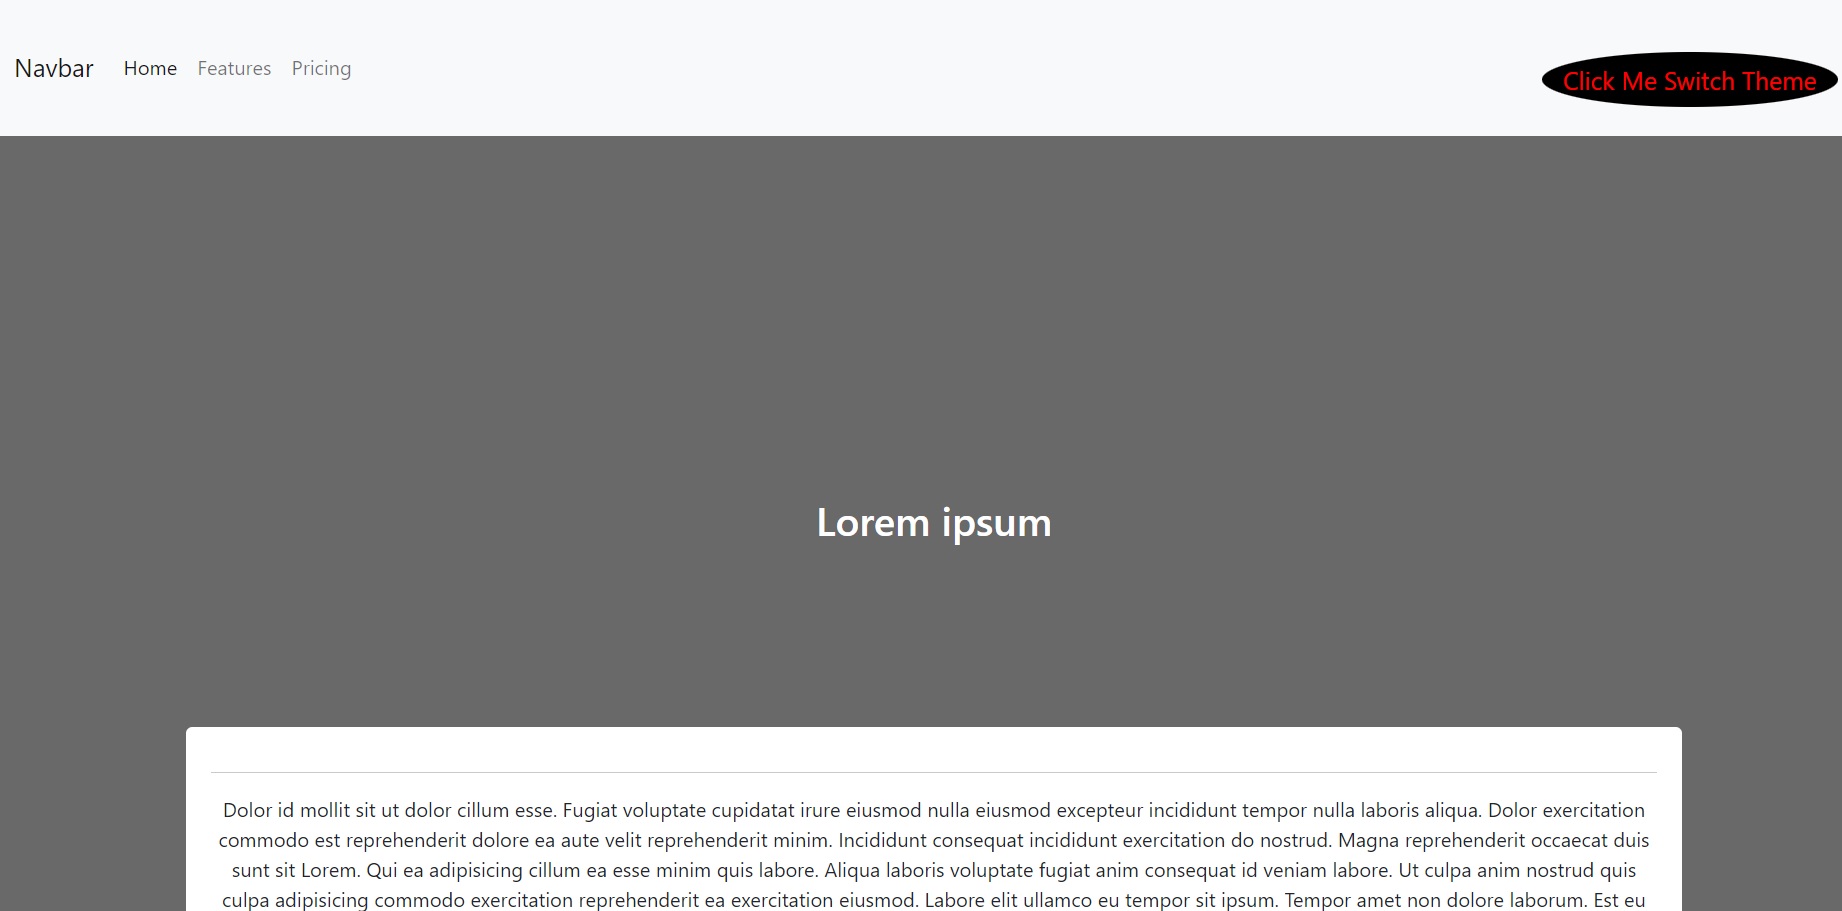 Navbar Home Features Pricing
Click Me Switch Theme
Lorem ipsum
Dolor id mollit sit ut dolor cillum esse. Fugiat voluptate cupidatat irure eiusmod nulla eiusmod excepteur incididunt tempor nulla laboris aliqua. Dolor exercitation
commodo est reprehenderit dolore ea aute velit reprehenderit minim. Incididunt consequat incididunt exercitation do nostrud. Magna reprehenderit occaecat duis
sunt sit Lorem. Qui ea adipisicing cillum ea esse minim quis labore. Aliqua laboris voluptate fugiat anim consequat id veniam labore. Ut culpa anim nostrud quis
culpa adipisicing commodo exercitation reprehenderit ea exercitation eiusmod. Labore elit ullamco eu tempor sit ipsum. Tempor amet non dolore laborum. Est eu